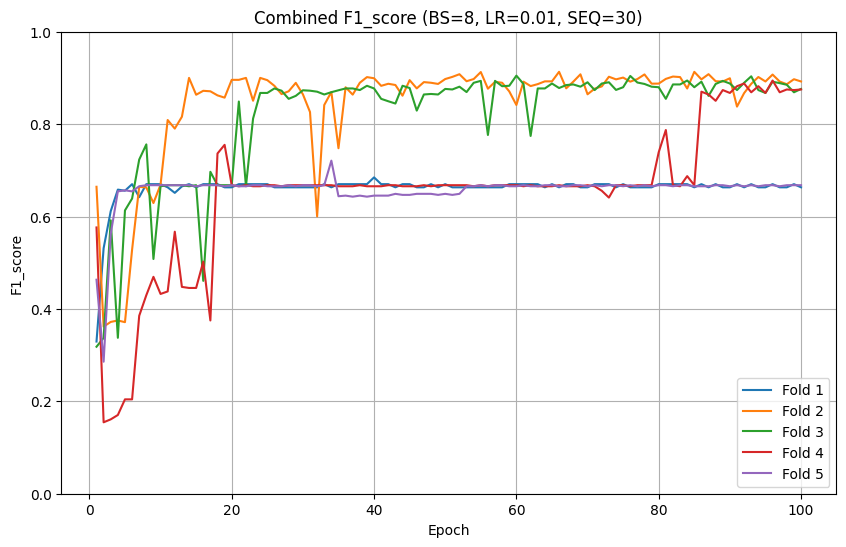 Combined F1_score (BS=8, LR=0.01, SEQ=30)
1.0
0.8
0.6
0.4
0.2
0.0
F1_score
0 20 40 60 80 100
Epoch
Fold 1
Fold 2
Fold 3
Fold 4
Fold 5